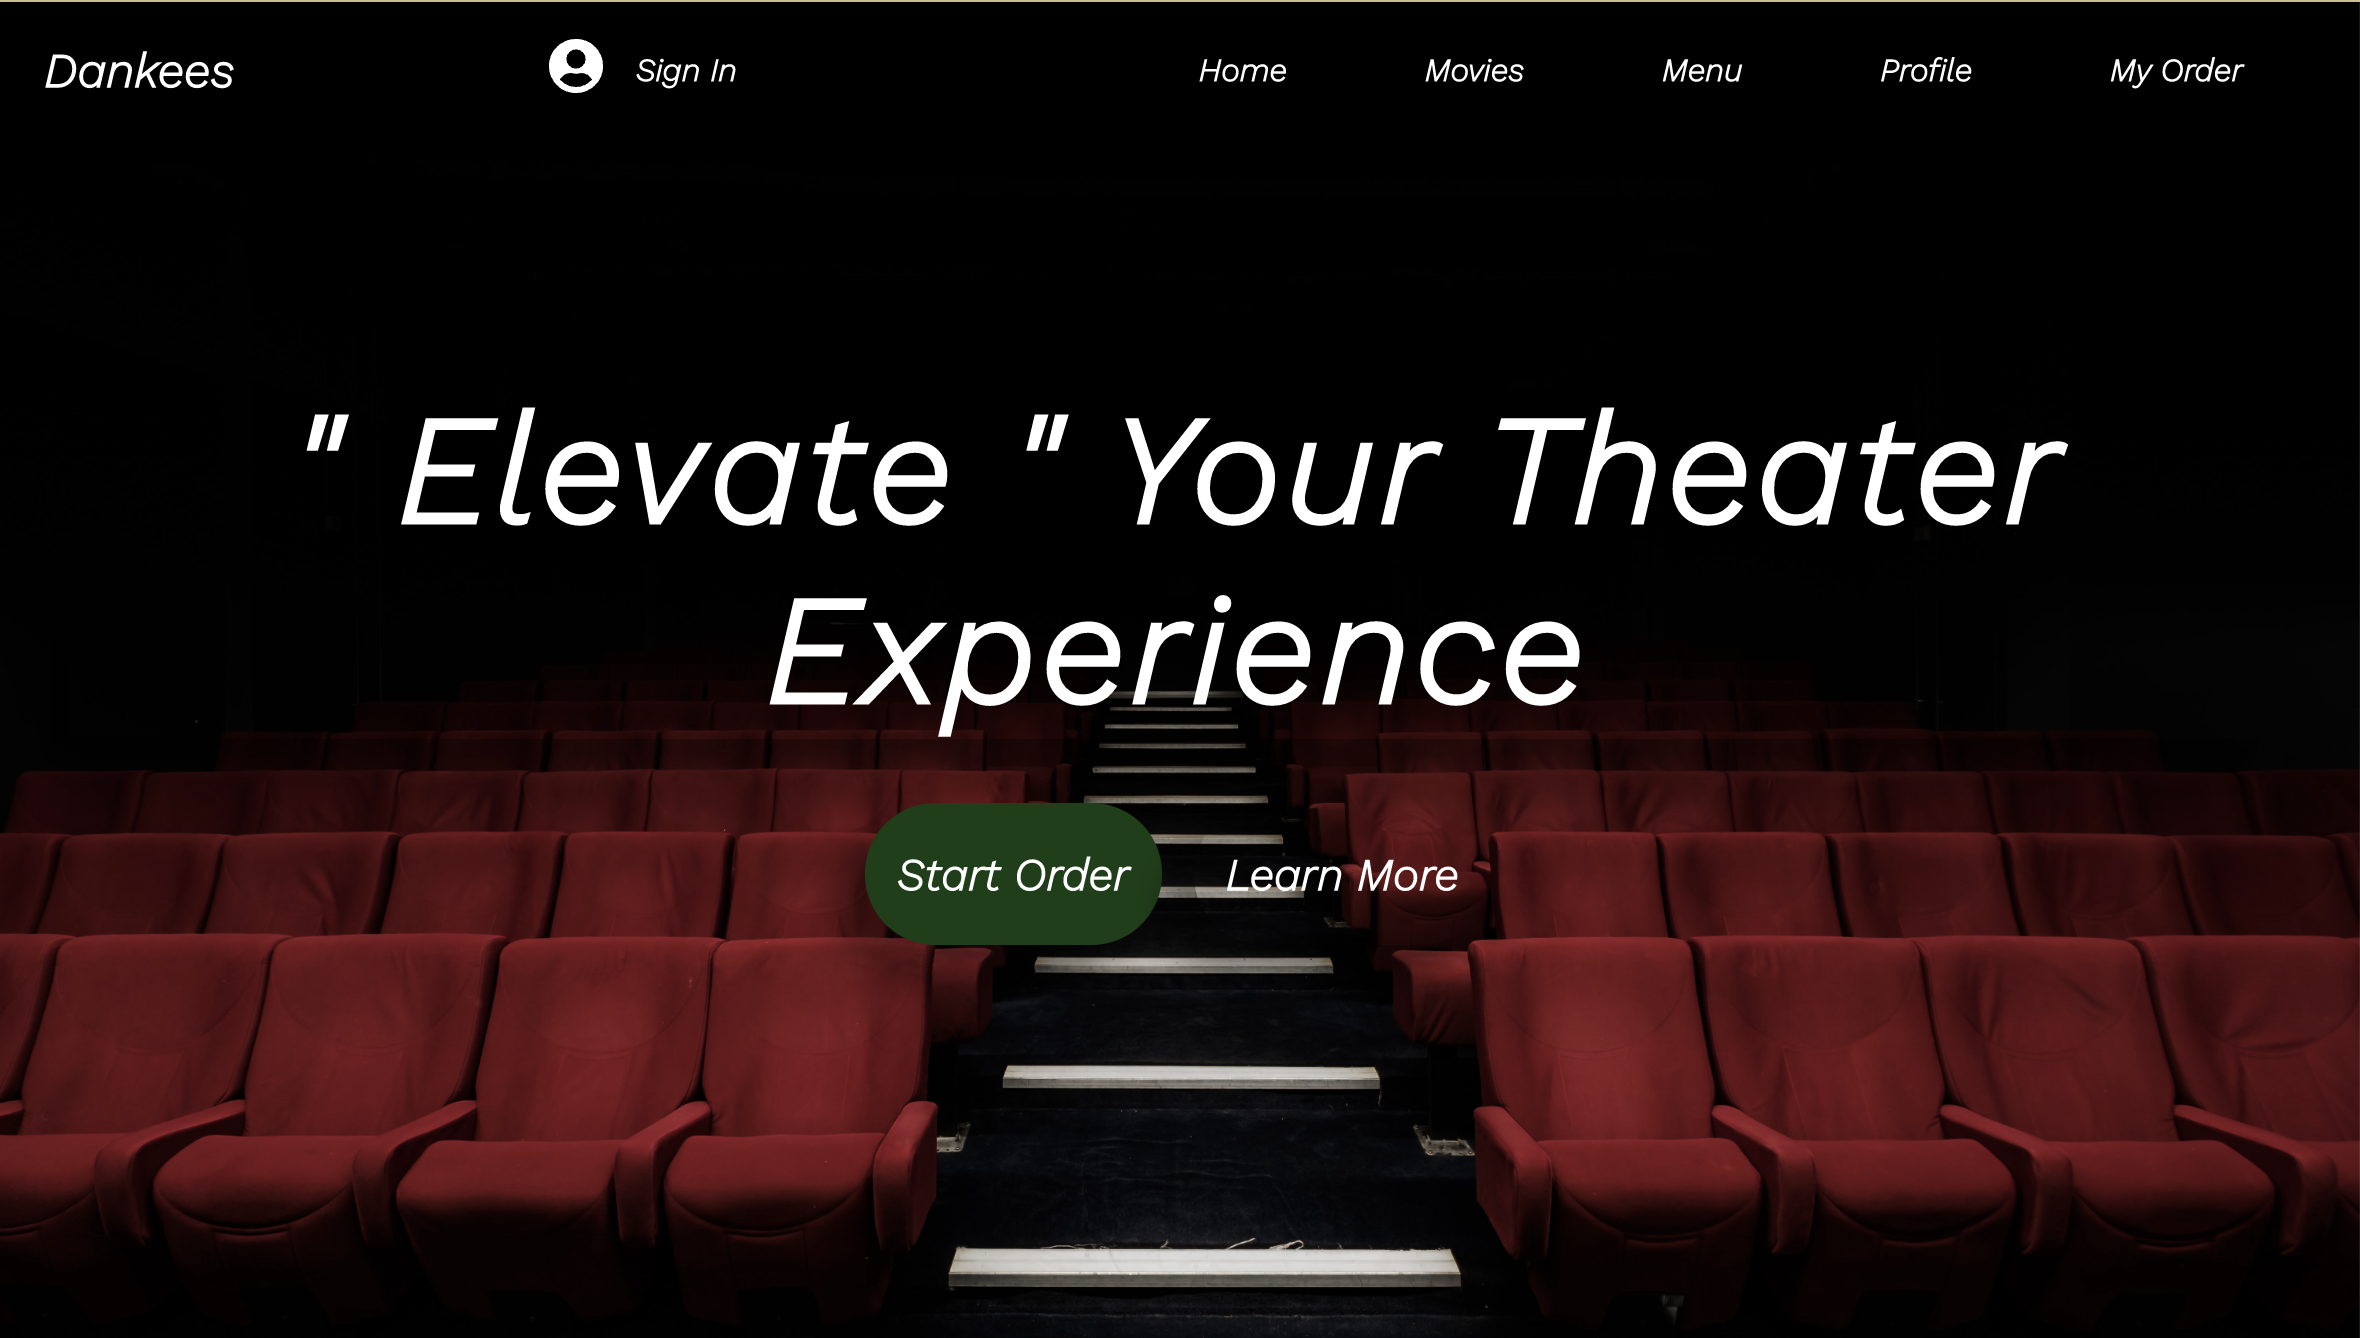 Dankees
Sign In
Home
Movies
Menu
Profile
My Order
" Elevate " Your Theater
Experience
Start Order
Learn More